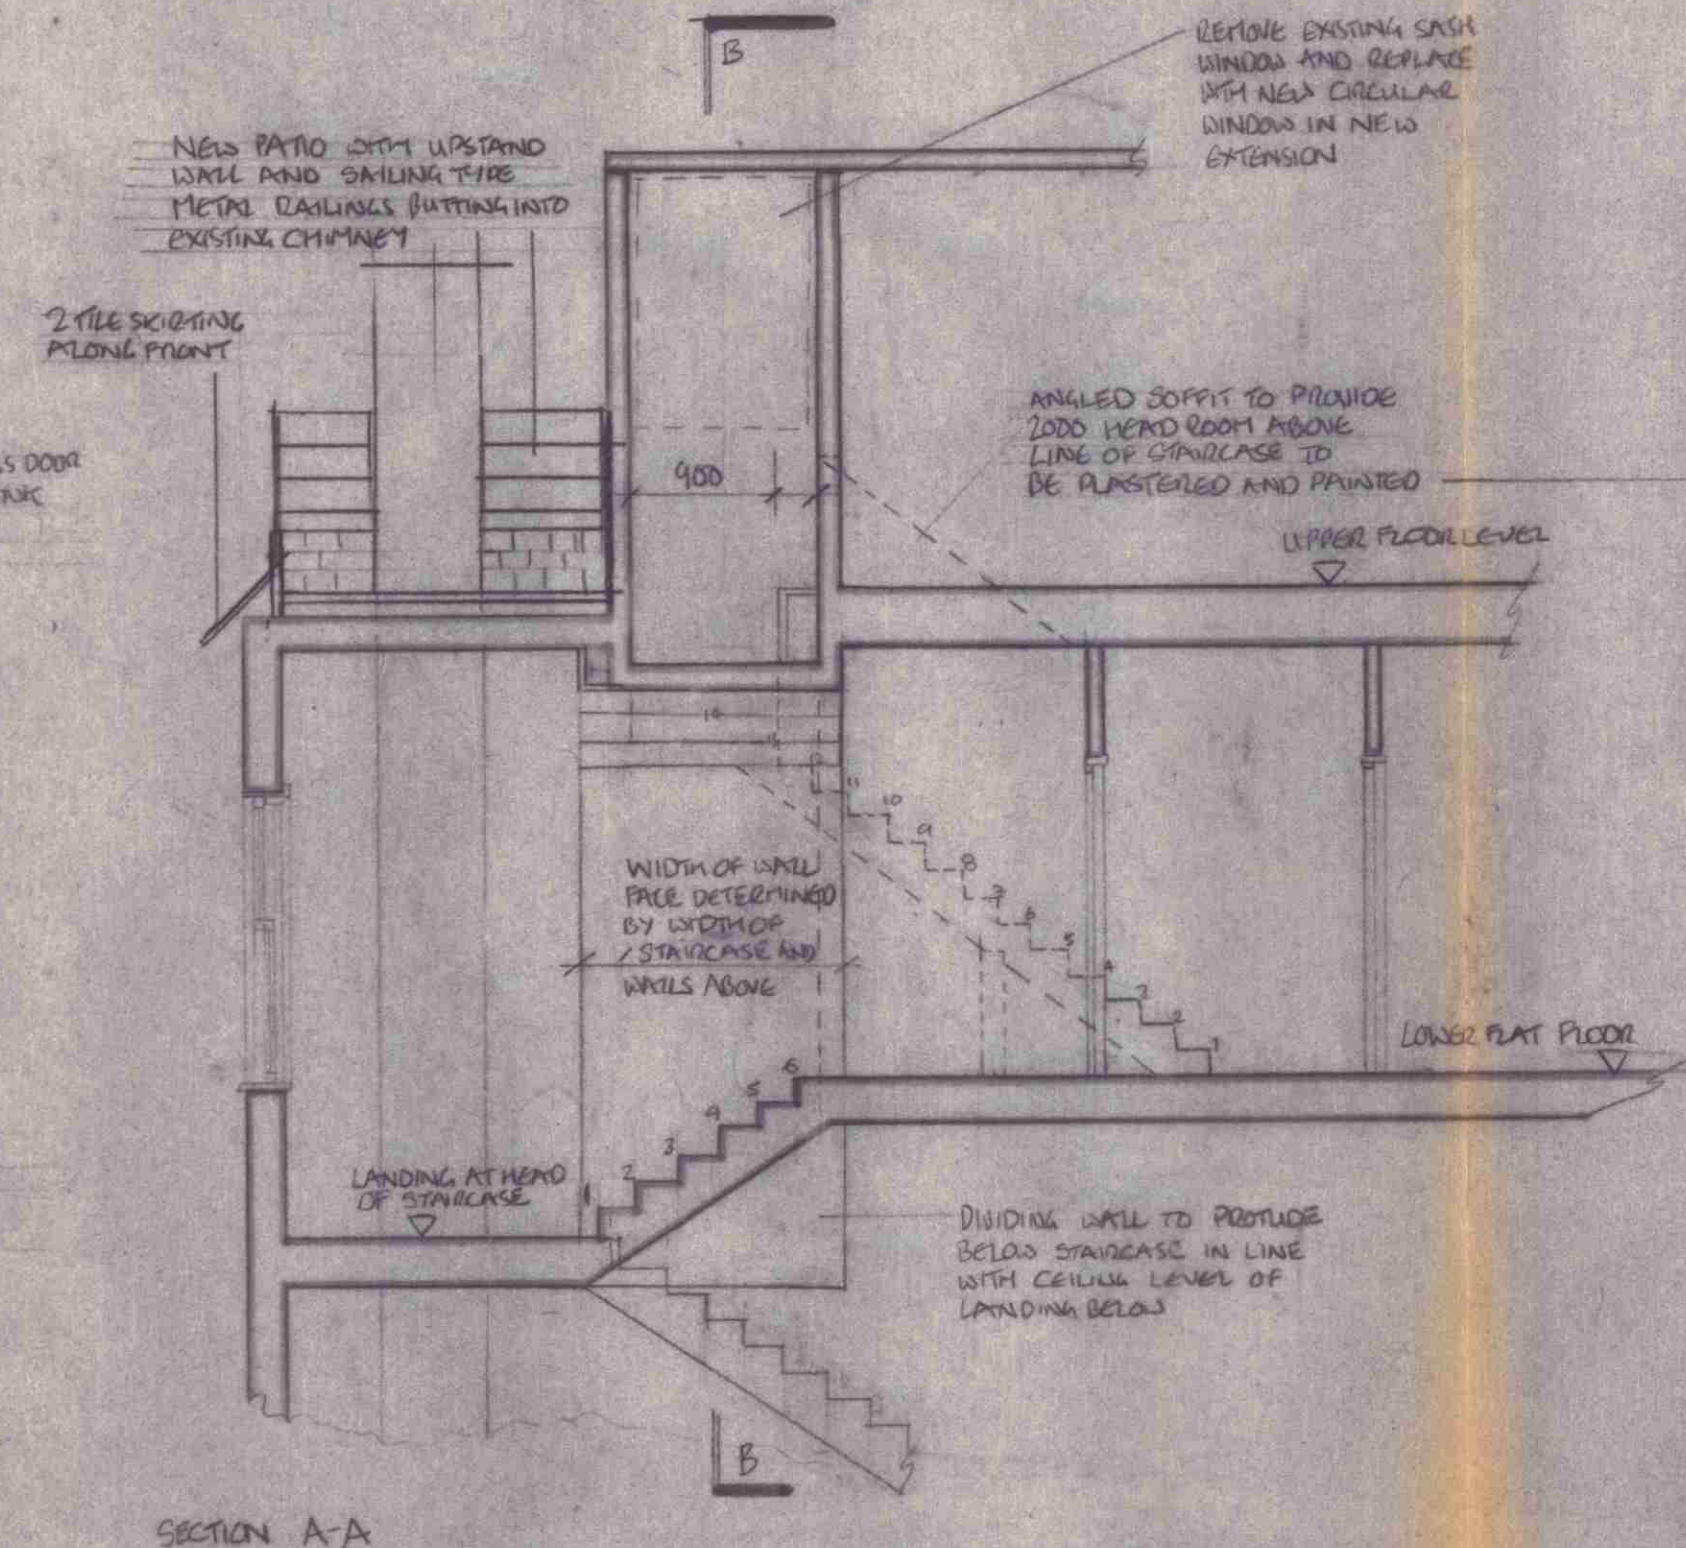 B
REMOVE EXISTING SASH
WINDOW AND REPLACE
WITH NEW CIRCULAR
WINDOW IN NEW
EXTENSION
NEW PATIO WITH UPSTAND
WALL AND SAILING TYPE
METAL RAILINGS BUTTING INTO
EXISTING CHIMNEY
2 TILE SKIRTING
ALONG FRONT
DOOR
ANGLED SOFFIT TO PROVIDE
2000 HEAD ROOM ABOVE
LINE OF STAIRCASE TO
BE PLASTERED AND PAINTED
900
UPPER FLOOR LEVEL
14
11
10
9
8
7
6
5
4
3
2
1
WIDTH OF WALL
FACE DETERMINED
BY WIDTH OF
STAIRCASE AND
WALLS ABOVE
LOWER FLAT FLOOR
6
5
4
3
2
1
LANDING AT HEAD
OF STAIRCASE
DIVIDING WALL TO PROTUDE
BELOW STAIRCASE IN LINE
WITH CEILING LEVEL OF
LANDING BELOW
B
SECTION A-A